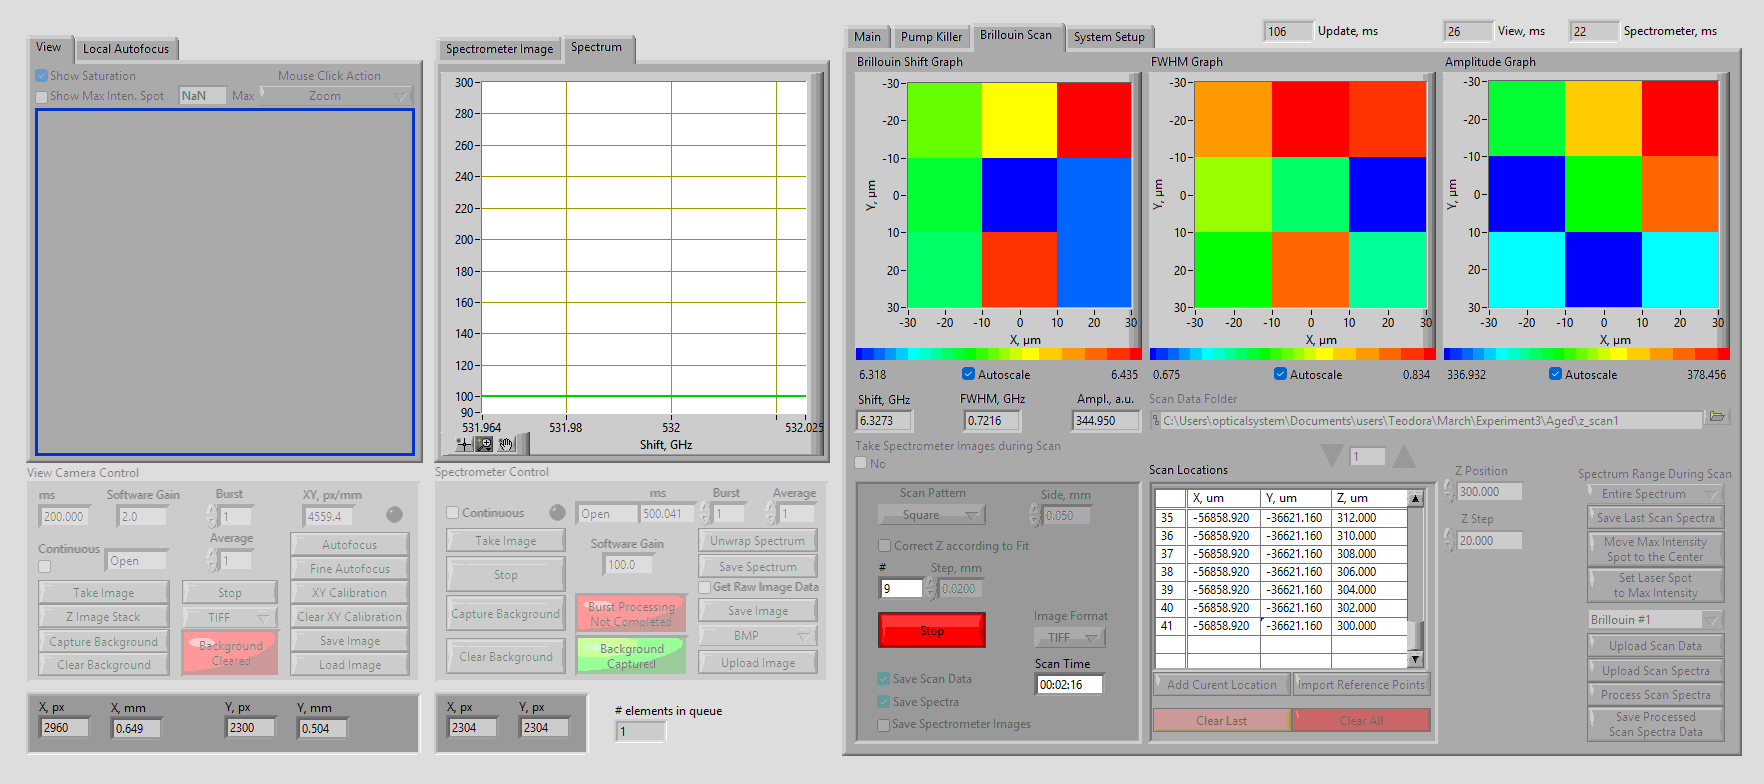 View
Local Autofocus
Show Saturation
Mouse Click Action
Show Max Inten. Spot
NaN
Max
Zoom
View Camera Control
ms
Software Gain
Burst
XY, px/mm
200.000
2.0
1
4559.4
Average
Continuous
Open
1
Autofocus
Fine Autofocus
Take Image
Stop
XY Calibration
Z Image Stack
TIFF
Clear XY Calibration
Capture Background
Background
Cleared
Save Image
Clear Background
Load Image
X, px
X, mm
Y, px
Y, mm
2960
0.649
2300
0.504
Spectrometer Image
Spectrum
300
280
260
240
220
200
180
160
140
120
100
90
531.964
531.98
532
532.025
Shift, GHz
Spectrometer Control
ms
Burst
Average
Continuous
Open
500.041
1
1
Take Image
Software Gain
Unwrap Spectrum
Stop
100.0
Save Spectrum
Get Raw Image Data
Capture Background
Burst Processing
Not Completed
Save Image
BMP
Clear Background
Background
Captured
Upload Image
X, px
Y, px
2304
2304
# elements in queue
1
106
Update, ms
26
View, ms
22
Spectrometer, ms
Main
Pump Killer
Brillouin Scan
System Setup
Brillouin Shift Graph
-30
-20
-10
0
10
20
30
Y, µm
-30
-20
-10
0
10
20
30
X, µm
6.318
Autoscale
6.435
FWHM Graph
-30
-20
-10
0
10
20
30
Y, µm
-30
-20
-10
0
10
20
30
X, µm
0.675
Autoscale
0.834
Amplitude Graph
-30
-20
-10
0
10
20
30
Y, µm
-30
-20
-10
0
10
20
30
X, µm
336.932
Autoscale
378.456
Shift, GHz
FWHM, GHz
Ampl., a.u.
6.3273
0.7216
344.950
Scan Data Folder
C:\Users\opticalsystem\Documents\users\Teodora\March\Experiment3\Aged\z_scan1
Take Spectrometer Images during Scan
No
1
Scan Pattern
Side, mm
Square
0.050
Correct Z according to Fit
#
Step, mm
9
0.0200
Stop
Image Format
TIFF
Scan Time
00:02:16
Save Scan Data
Save Spectra
Save Spectrometer Images
Scan Locations
X, um
Y, um
Z, um
35 -56858.920 -36621.160 312.000
36 -56858.920 -36621.160 310.000
37 -56858.920 -36621.160 308.000
38 -56858.920 -36621.160 306.000
39 -56858.920 -36621.160 304.000
40 -56858.920 -36621.160 302.000
41 -56858.920 -36621.160 300.000
Add Curent Location
Import Reference Points
Clear Last
Clear All
Z Position
300.000
Z Step
20.000
Spectrum Range During Scan
Entire Spectrum
Save Last Scan Spectra
Move Max Intensity
Spot to the Center
Set Laser Spot
to Max Intensity
Brillouin #1
Upload Scan Data
Upload Scan Spectra
Process Scan Spectra
Save Processed
Scan Spectra Data